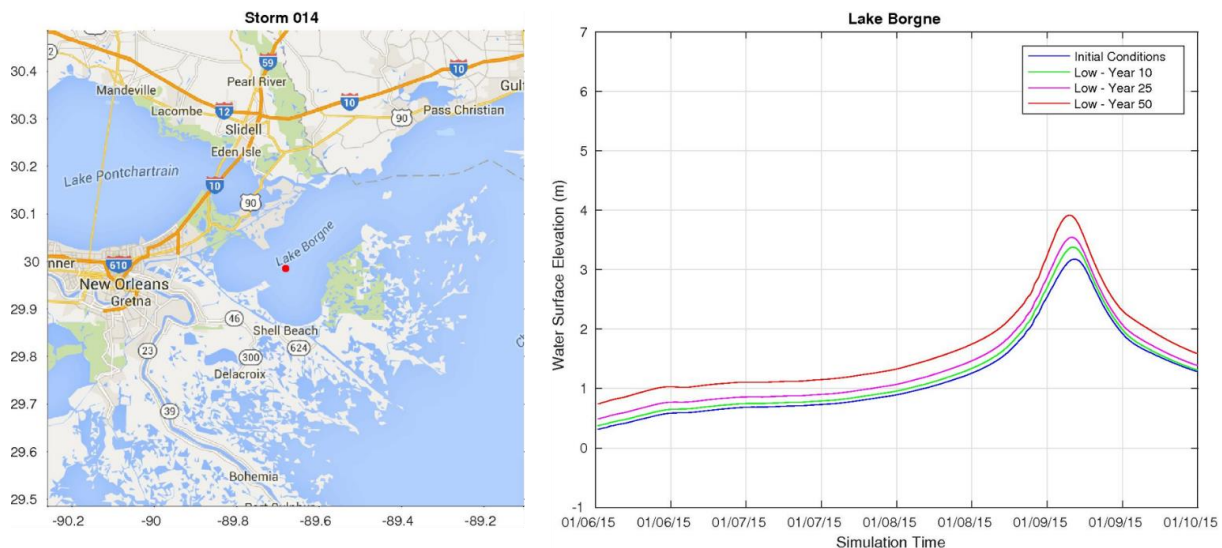 Storm 014
30.4
30.3
30.2
30.1
30
29.9
29.8
29.7
29.6
29.5
-90.2
-90
-89.8
-89.6
-89.4
-89.2
59
10
Pearl River
Mandeville
Gulf
Lacombe
12
10
Pass Christian
90
Slidell
Eden Isle
Lake Pontchartrain
10
90
Lake Borgne
nner
610
New Orleans
Gretna
46
Shell Beach
23
300
624
Delacroix
39
Bohemia
Lake Borgne
7
6
5
4
3
2
1
0
-1
Water Surface Elevation (m)
Initial Conditions
Low - Year 10
Low - Year 25
Low - Year 50
01/06/15
01/06/15
01/07/15
01/07/15
01/08/15
01/08/15
01/09/15
01/09/15
01/10/15
Simulation Time